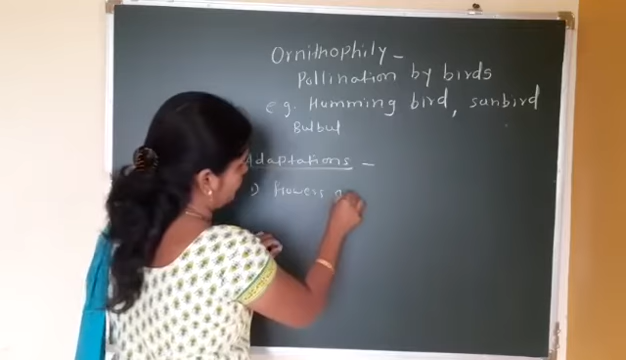 Ornithophily –
Pollination by birds
e.g. Humming bird, sunbird
Bulbul
Adaptations –
1) Flowers a